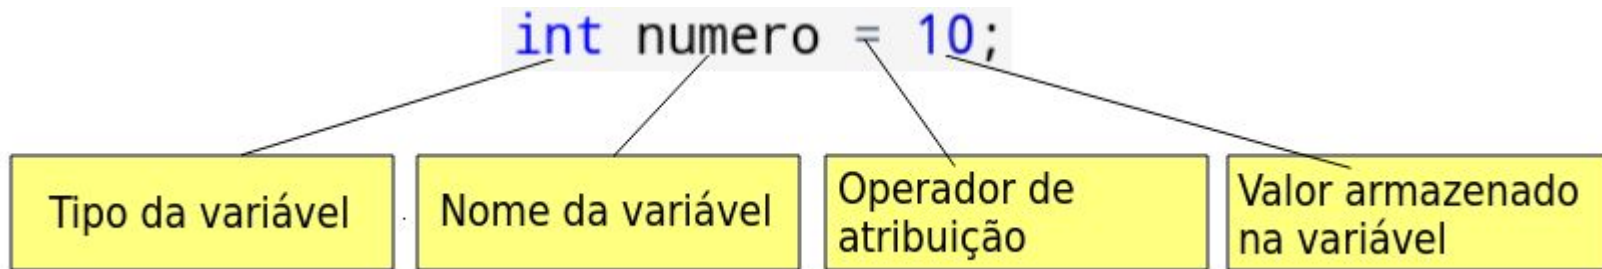 int numero = 10;
Tipo da variável
Nome da variável
Operador de
atribuição
Valor armazenado
na variável